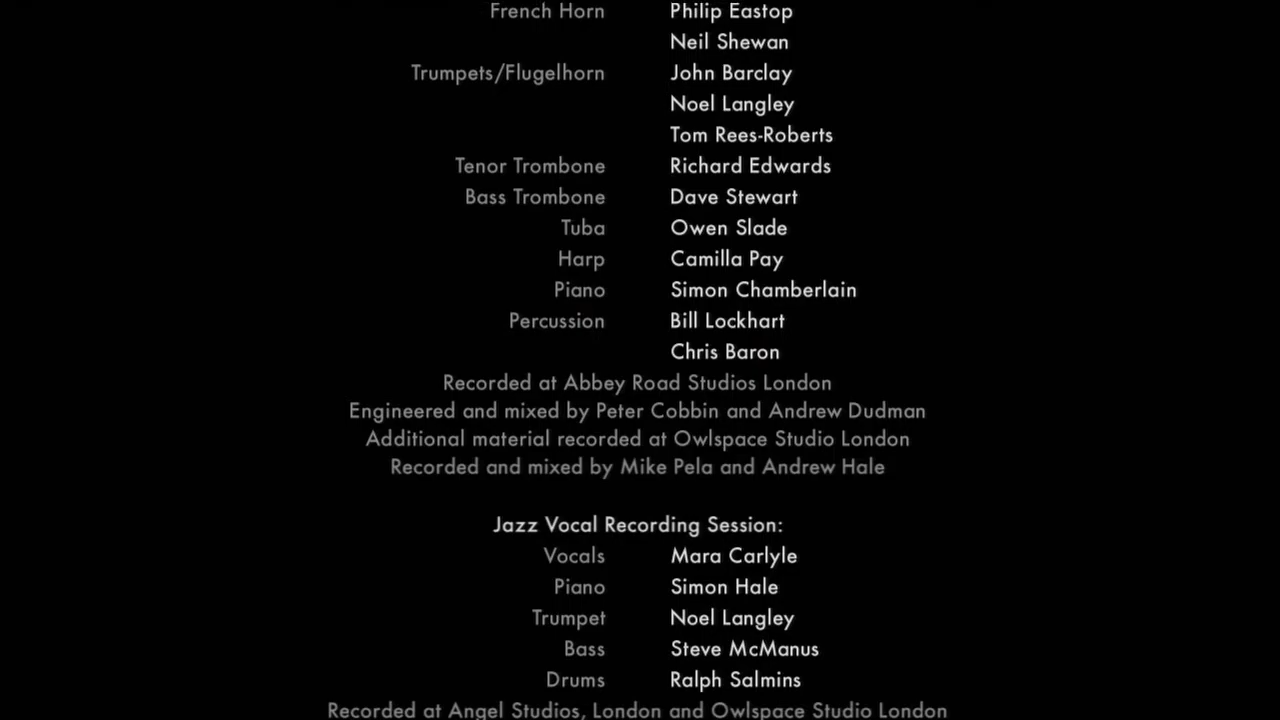 French Horn Philip Eastop
Neil Shewan
Trumpets/Flugelhorn John Barclay
Noel Langley
Tom Rees-Roberts
Tenor Trombone Richard Edwards
Bass Trombone Dave Stewart
Tuba Owen Slade
Harp Camilla Pay
Piano Simon Chamberlain
Percussion Bill Lockhart
Chris Baron
Recorded at Abbey Road Studios London
Engineered and mixed by Peter Cobbin and Andrew Dudman
Additional material recorded at Owlspace Studio London
Recorded and mixed by Mike Pela and Andrew Hale
Jazz Vocal Recording Session:
Vocals Mara Carlyle
Piano Simon Hale
Trumpet Noel Langley
Bass Steve McManus
Drums Ralph Salmins
Recorded at Angel Studios, London and Owlspace Studio London